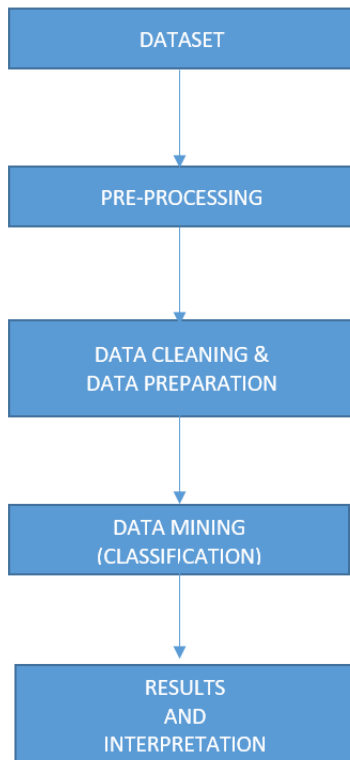 DATASET
PRE-PROCESSING
DATA CLEANING &
DATA PREPARATION
DATA MINING
(CLASSIFICATION)
RESULTS
AND
INTERPRETATION